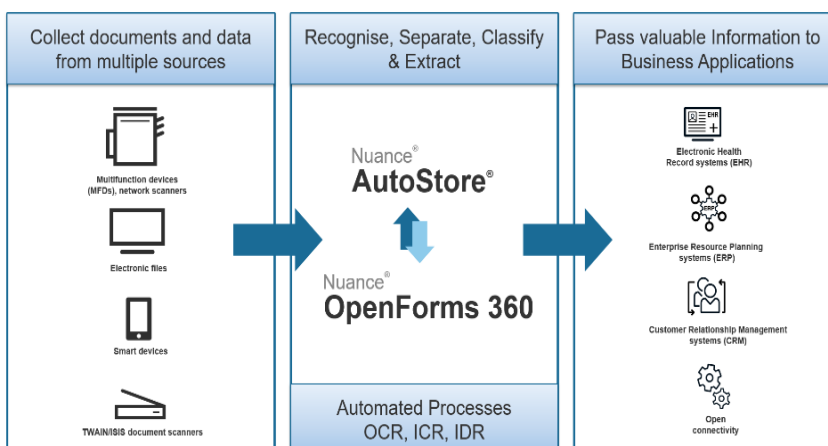 Collect documents and data
from multiple sources
Multifunction devices
(MFDs), network scanners
Electronic files
Smart devices
TWAIN/ISIS document scanners
Recognise, Separate, Classify
& Extract
Nuance®
AutoStore®
Nuance®
OpenForms 360
Automated Processes
OCR, ICR, IDR
Pass valuable Information to
Business Applications
EHR
Electronic Health
Record systems (EHR)
ERP
Enterprise Resource Planning
systems (ERP)
Customer Relationship Management
systems (CRM)
Open
connectivity